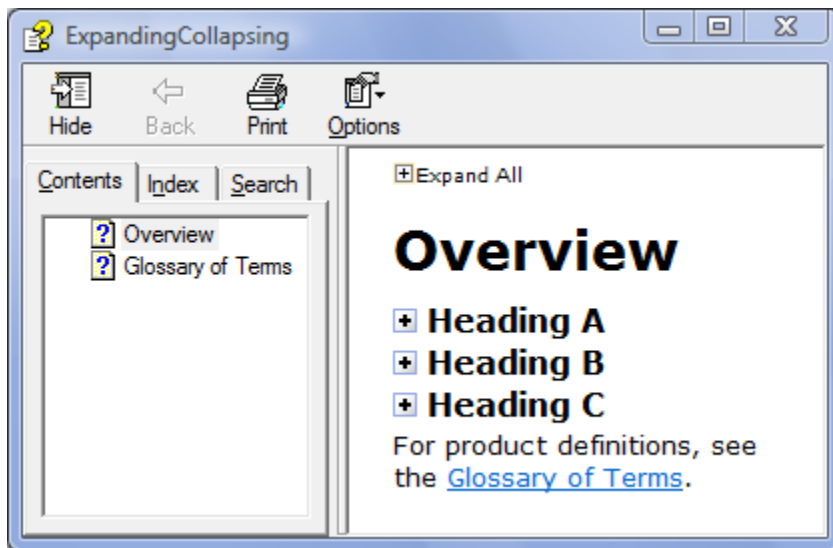 ExpandingCollapsing
Hide Back Print Options
Contents Index Search
Overview
Glossary of Terms
Expand All
Overview
Heading A
Heading B
Heading C
For product definitions, see
the Glossary of Terms.